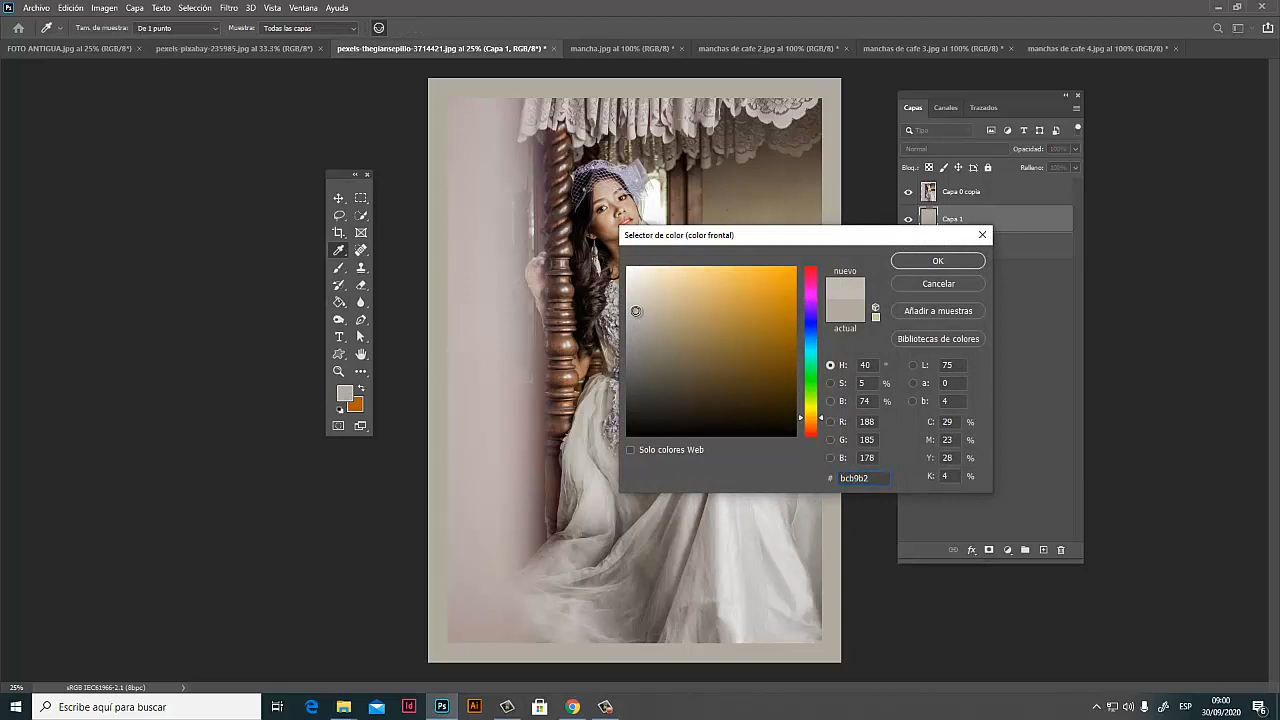 Ps Archivo Edición Imagen Capa Texto Selección Filtro 3D Vista Ventana Ayuda
Tam. de muestra: De 1 punto Muestra: Todas las capas
FOTO ANTIGUA.jpg al 25% (RGB/8*) × pexels-pixabay-235985.jpg al 33.3% (RGB/8*) × pexels-thegiansepillo-3714421.jpg al 25% (Capa 1, RGB/8*) * × mancha.jpg al 100% (RGB/8) * × manchas de cafe 2.jpg al 100% (RGB/8*) * × manchas de cafe 3.jpg al 100% (RGB/8*) * × manchas de cafe 4.jpg al 100% (RGB/8*) * ×
Capas Canales Trazados
Tipo
Normal Opacidad: 100%
Bloq.: Relleno: 100%
Capa 0 copia
Capa 1
Selector de color (color frontal)
OK
nuevo
Cancelar
Añadir a muestras
actual
Bibliotecas de colores
H: 40 ° L: 75
S: 5 % a: 0
B: 74 % b: 4
R: 188 C: 29 %
G: 185 M: 23 %
B: 178 Y: 28 %
# bcb9b2 K: 4 %
Solo colores Web
fx
25% sRGB IEC61966-2.1 (8bpc)
Escribe aquí para buscar
Id Ps Ai
ESP
09:00
30/09/2020